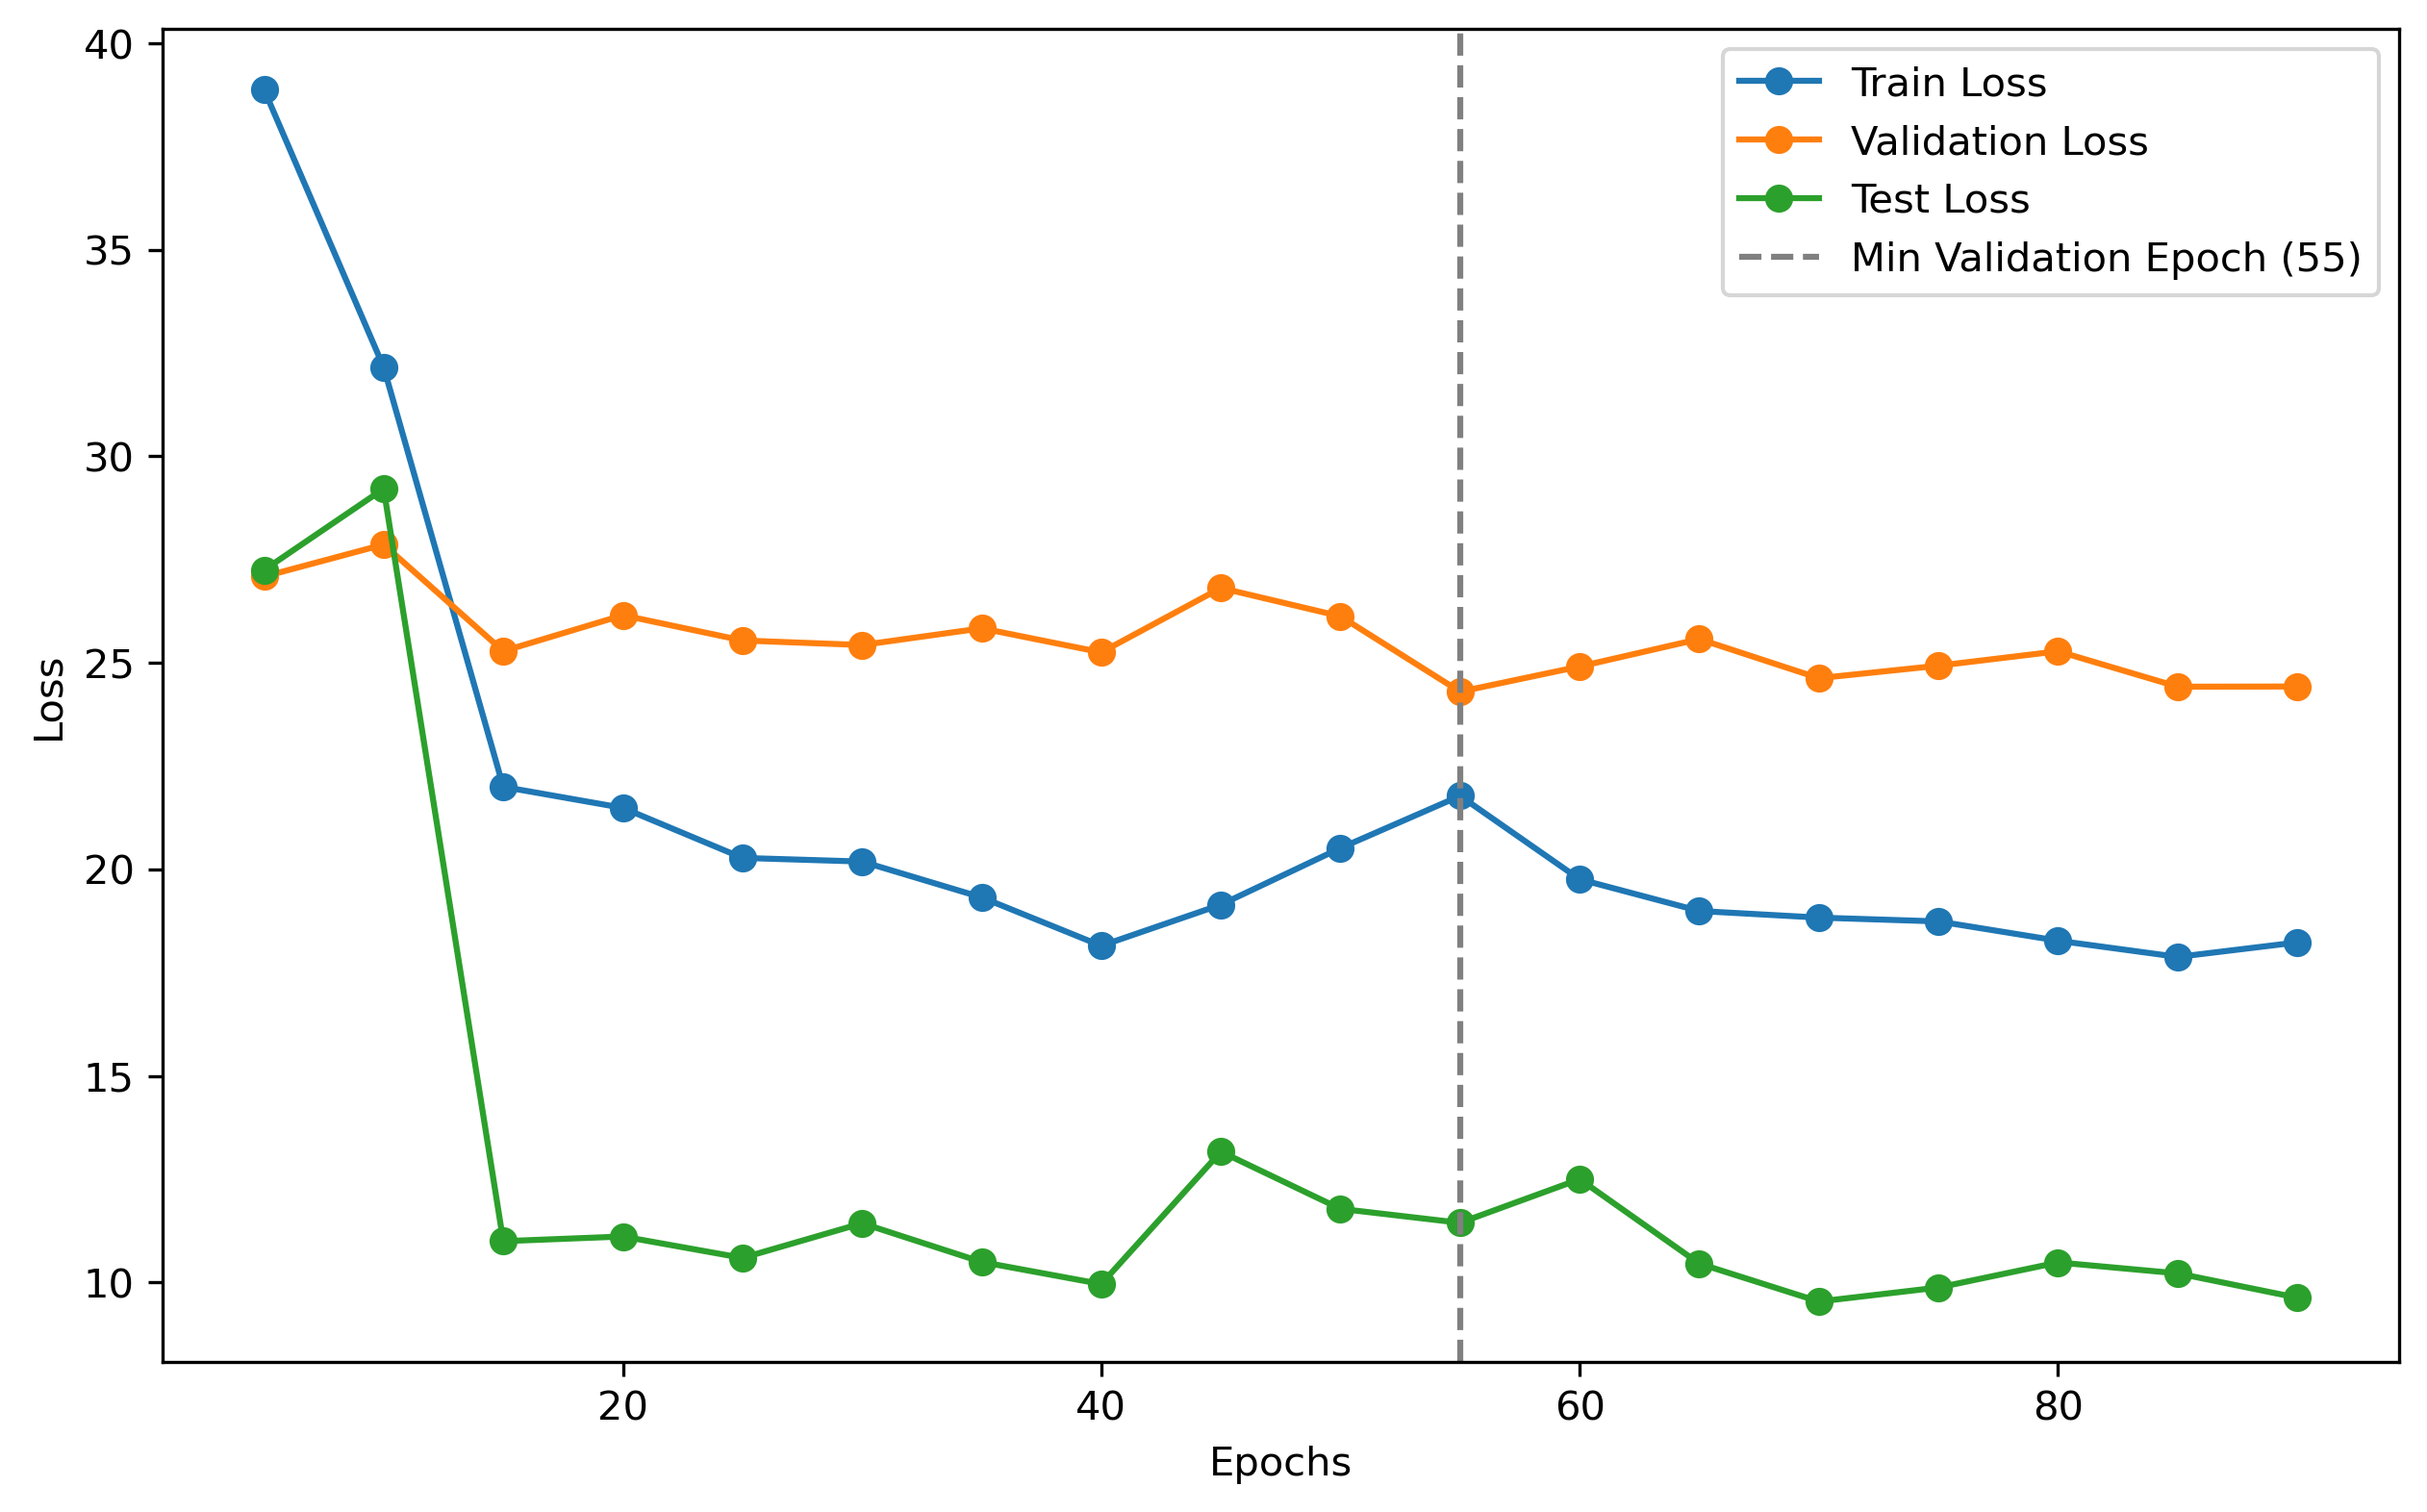 40
35
30
25
20
15
10
Loss
20 40 60 80
Epochs
Train Loss
Validation Loss
Test Loss
Min Validation Epoch (55)